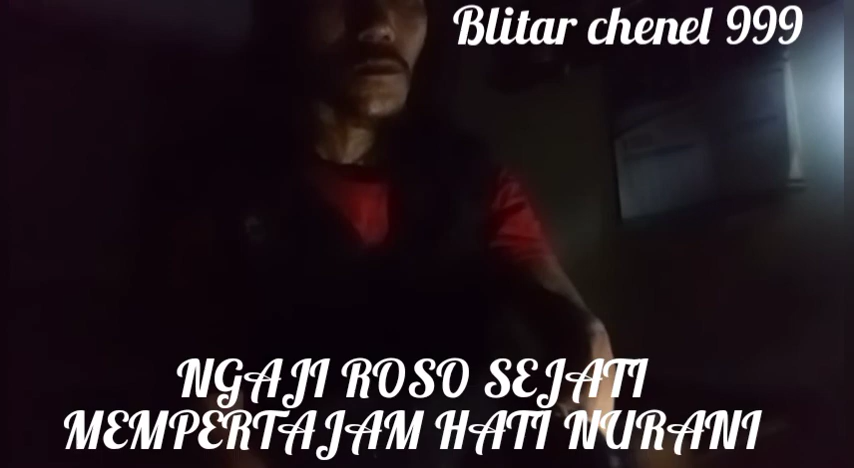 Blitar chenel 999
NGAJI ROSO SEJATI
MEMPERTAJAM HATI NURANI